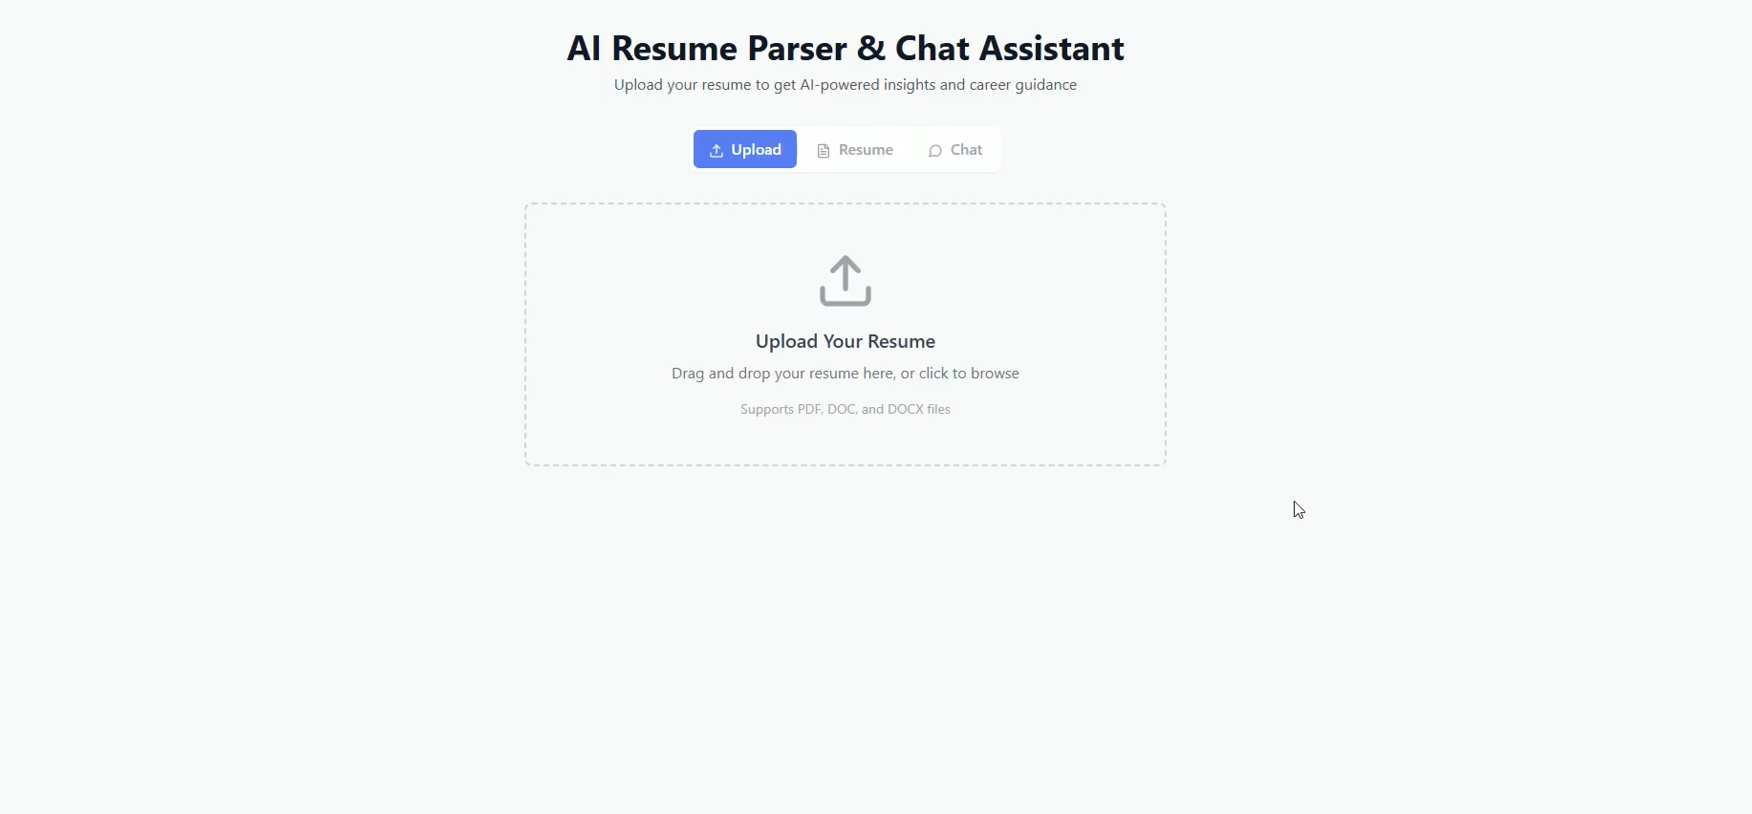 AI Resume Parser & Chat Assistant
Upload your resume to get AI-powered insights and career guidance
Upload Resume Chat
Upload Your Resume
Drag and drop your resume here, or click to browse
Supports PDF, DOC, and DOCX files